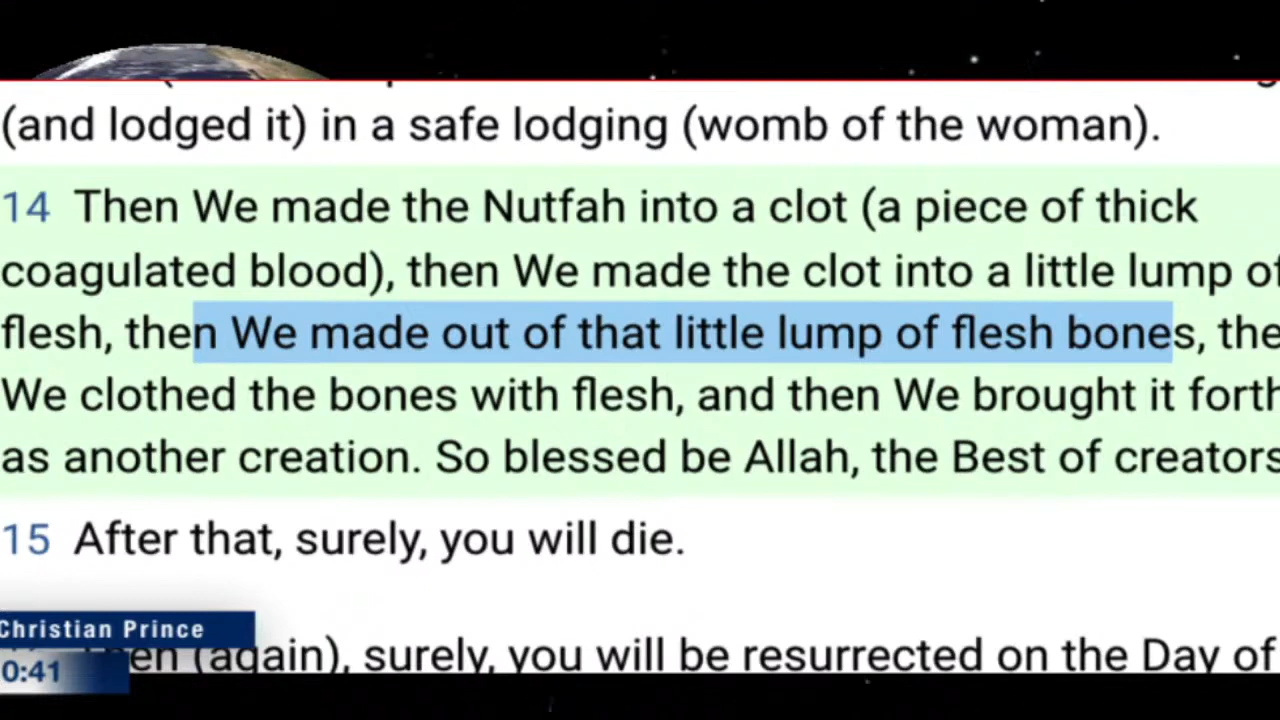 (and lodged it) in a safe lodging (womb of the woman).
14 Then We made the Nutfah into a clot (a piece of thick
coagulated blood), then We made the clot into a little lump of
flesh, then We made out of that little lump of flesh bones, the
We clothed the bones with flesh, and then We brought it forth
as another creation. So blessed be Allah, the Best of creators
15 After that, surely, you will die.
Christian Prince
(again), surely, you will be resurrected on the Day of
0:41